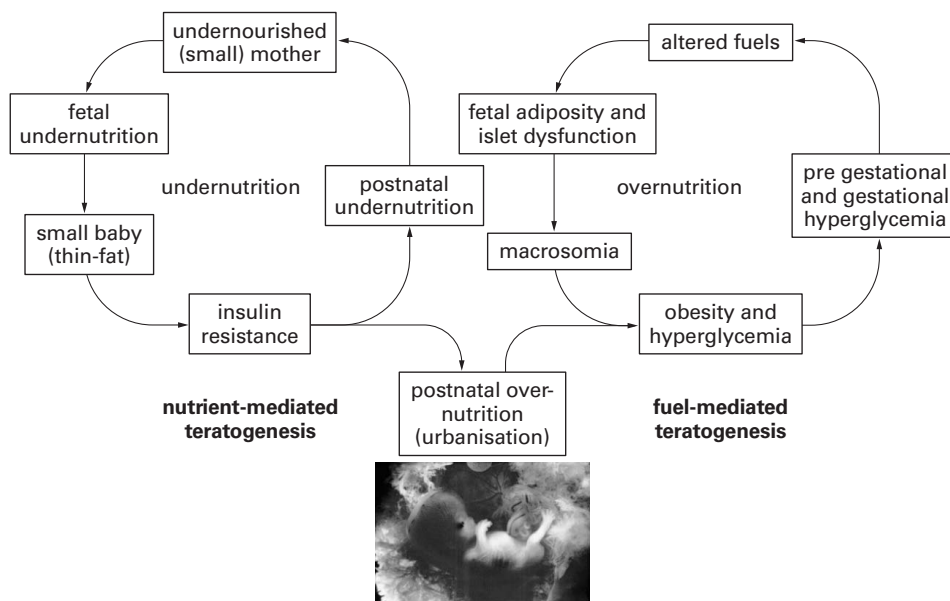 undernourished
(small) mother
fetal
undernutrition
undernutrition
small baby
(thin-fat)
postnatal
undernutrition
insulin
resistance
nutrient-mediated
teratogenesis
postnatal over-
nutrition
(urbanisation)
altered fuels
fetal adiposity and
islet dysfunction
overnutrition
pre gestational
and gestational
hyperglycemia
macrosomia
obesity and
hyperglycemia
fuel-mediated
teratogenesis